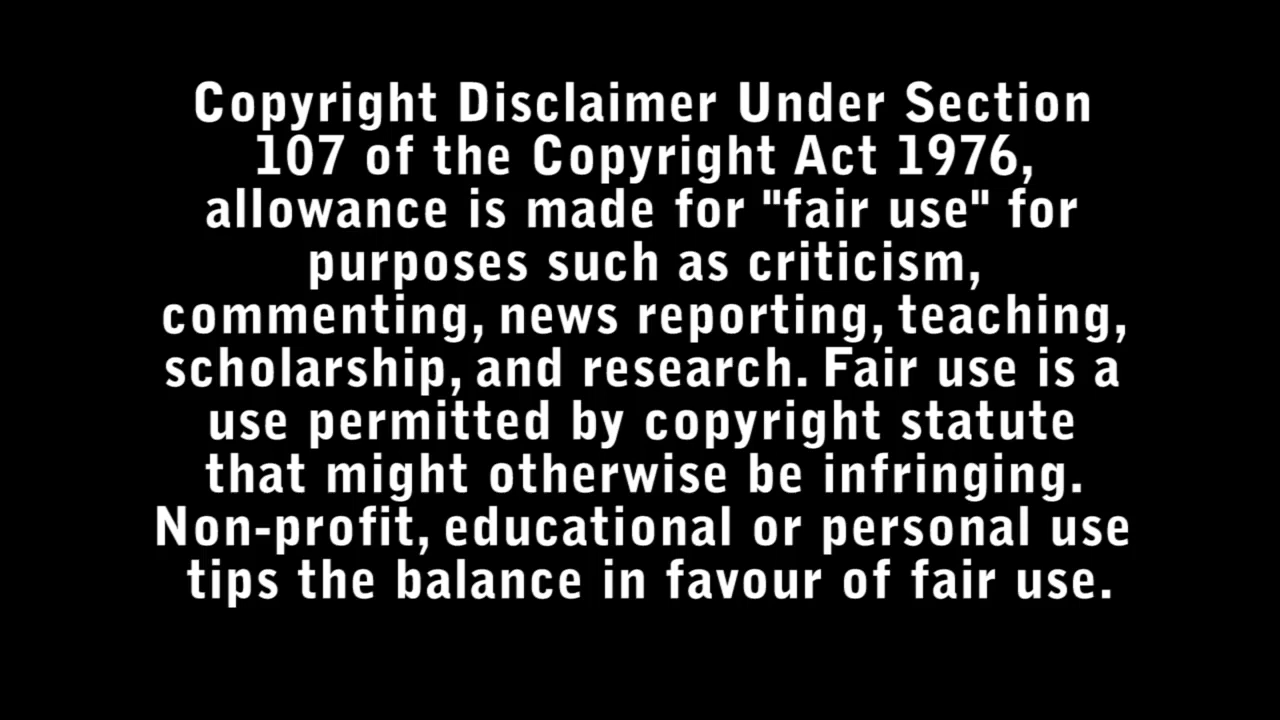 Copyright Disclaimer Under Section
107 of the Copyright Act 1976,
allowance is made for "fair use" for
purposes such as criticism,
commenting, news reporting, teaching,
scholarship, and research. Fair use is a
use permitted by copyright statute
that might otherwise be infringing.
Non-profit, educational or personal use
tips the balance in favour of fair use.